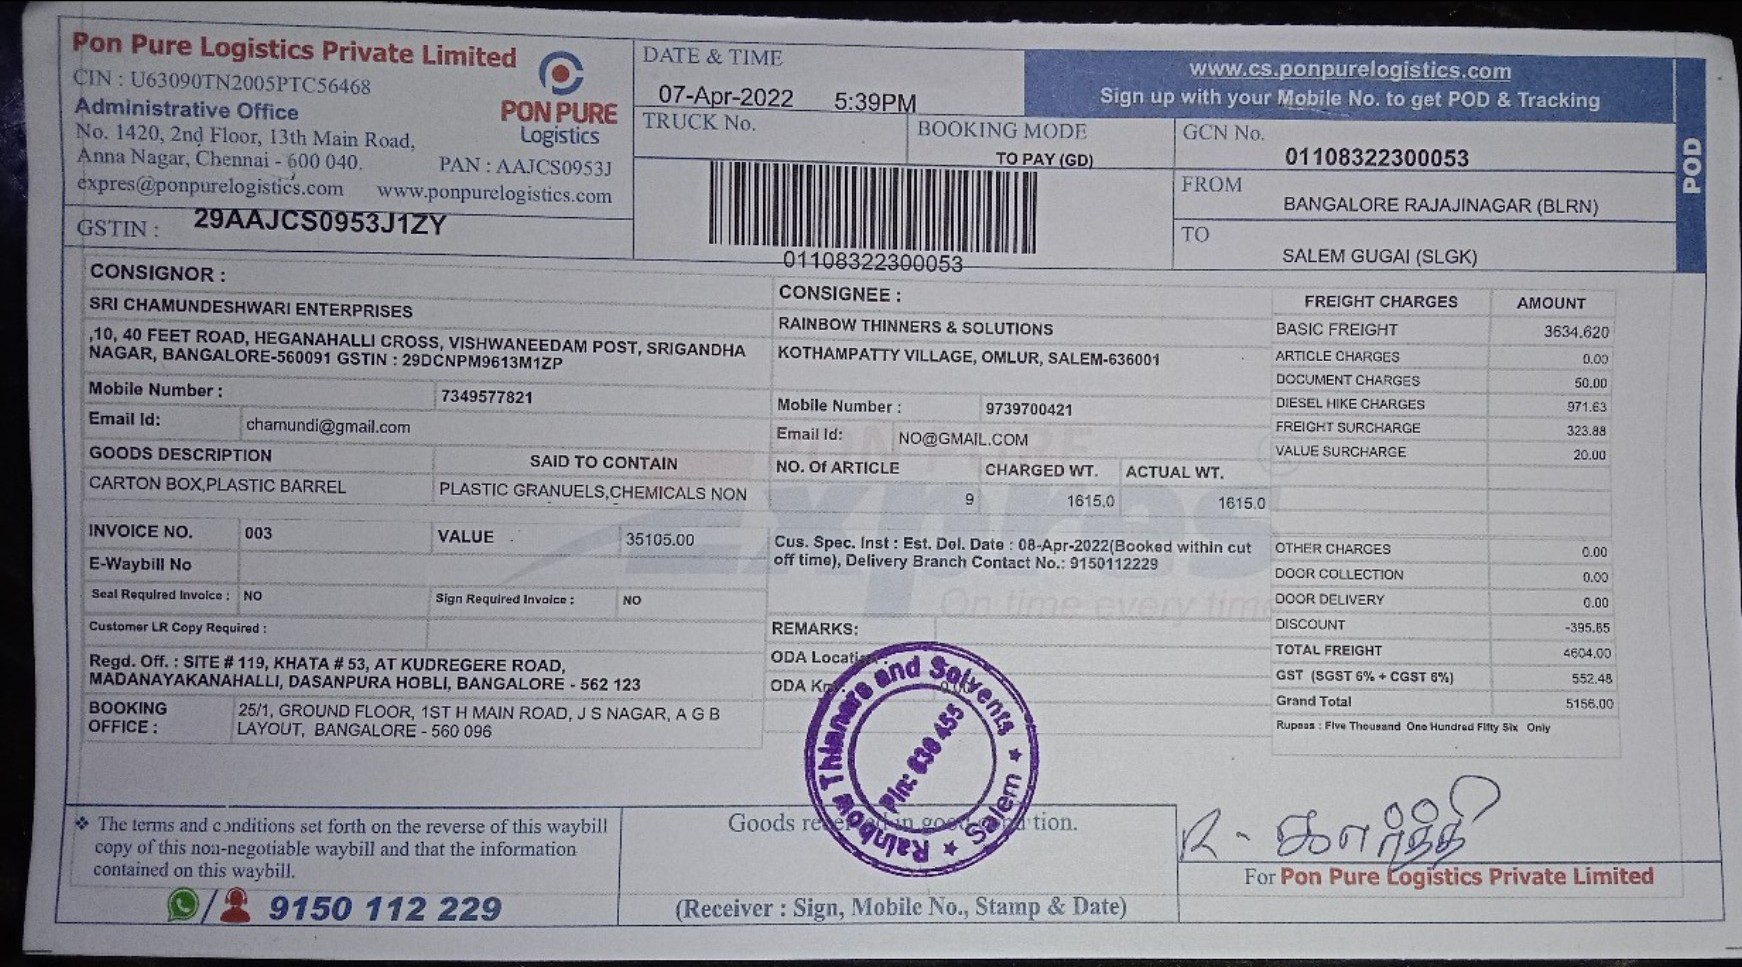 Pon Pure Logistics Private Limited
CIN : U63090TN2005PTC56468
Administrative Office
No. 1420, 2nd Floor, 13th Main Road,
Anna Nagar, Chennai - 600 040.
PAN : AAJCS0953J
expres@ponpurelogistics.com www.ponpurelogistics.com
PON PURE
Logistics
GSTIN : 29AAJCS0953J1ZY
DATE & TIME
07-Apr-2022 5:39PM
TRUCK No.
BOOKING MODE
TO PAY (GD)
01108322300053
www.cs.ponpurelogistics.com
Sign up with your Mobile No. to get POD & Tracking
GCN No.
01108322300053
FROM
BANGALORE RAJAJINAGAR (BLRN)
TO
SALEM GUGAI (SLGK)
POD
CONSIGNOR :
SRI CHAMUNDESHWARI ENTERPRISES
,10, 40 FEET ROAD, HEGANAHALLI CROSS, VISHWANEEDAM POST, SRIGANDHA
NAGAR, BANGALORE-560091 GSTIN : 29DCNPM9613M1ZP
Mobile Number : 7349577821
Email Id: chamundi@gmail.com
GOODS DESCRIPTION SAID TO CONTAIN
CARTON BOX,PLASTIC BARREL PLASTIC GRANUELS,CHEMICALS NON
INVOICE NO. 003 VALUE 35105.00
E-Waybill No
Seal Required Invoice : NO Sign Required Invoice : NO
Customer LR Copy Required :
Regd. Off. : SITE # 119, KHATA # 53, AT KUDREGERE ROAD,
MADANAYAKANAHALLI, DASANPURA HOBLI, BANGALORE - 562 123
BOOKING OFFICE : 25/1, GROUND FLOOR, 1ST H MAIN ROAD, J S NAGAR, A G B
LAYOUT, BANGALORE - 560 096
CONSIGNEE :
RAINBOW THINNERS & SOLUTIONS
KOTHAMPATTY VILLAGE, OMLUR, SALEM-636001
Mobile Number : 9739700421
Email Id: NO@GMAIL.COM
NO. Of ARTICLE CHARGED WT. ACTUAL WT.
9 1615.0 1615.0
Cus. Spec. Inst : Est. Del. Date : 08-Apr-2022(Booked within cut
off time), Delivery Branch Contact No.: 9150112229
PON PURE
Expres
On time every time
REMARKS:
ODA Locati
ODA K
FREIGHT CHARGES AMOUNT
BASIC FREIGHT 3634.620
ARTICLE CHARGES 0.00
DOCUMENT CHARGES 50.00
DIESEL HIKE CHARGES 971.63
FREIGHT SURCHARGE 323.88
VALUE SURCHARGE 20.00
OTHER CHARGES 0.00
DOOR COLLECTION 0.00
DOOR DELIVERY 0.00
DISCOUNT -395.65
TOTAL FREIGHT 4604.00
GST (SGST 6% + CGST 6%) 552.48
Grand Total 5156.00
Rupees : Five Thousand One Hundred Fifty Six Only
Rainbow Thinners and Solvents
Salem
❖ The terms and conditions set forth on the reverse of this waybill
copy of this non-negotiable waybill and that the information
contained on this waybill.
9150 112 229
Goods received in good condition.
(Receiver : Sign, Mobile No., Stamp & Date)
For Pon Pure Logistics Private Limited